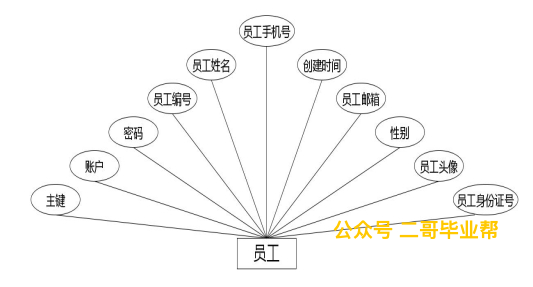 员工手机号
员工姓名
创建时间
员工编号
员工邮箱
密码
性别
账户
员工头像
主键
员工身份证号
公众号 二哥毕业帮
员工